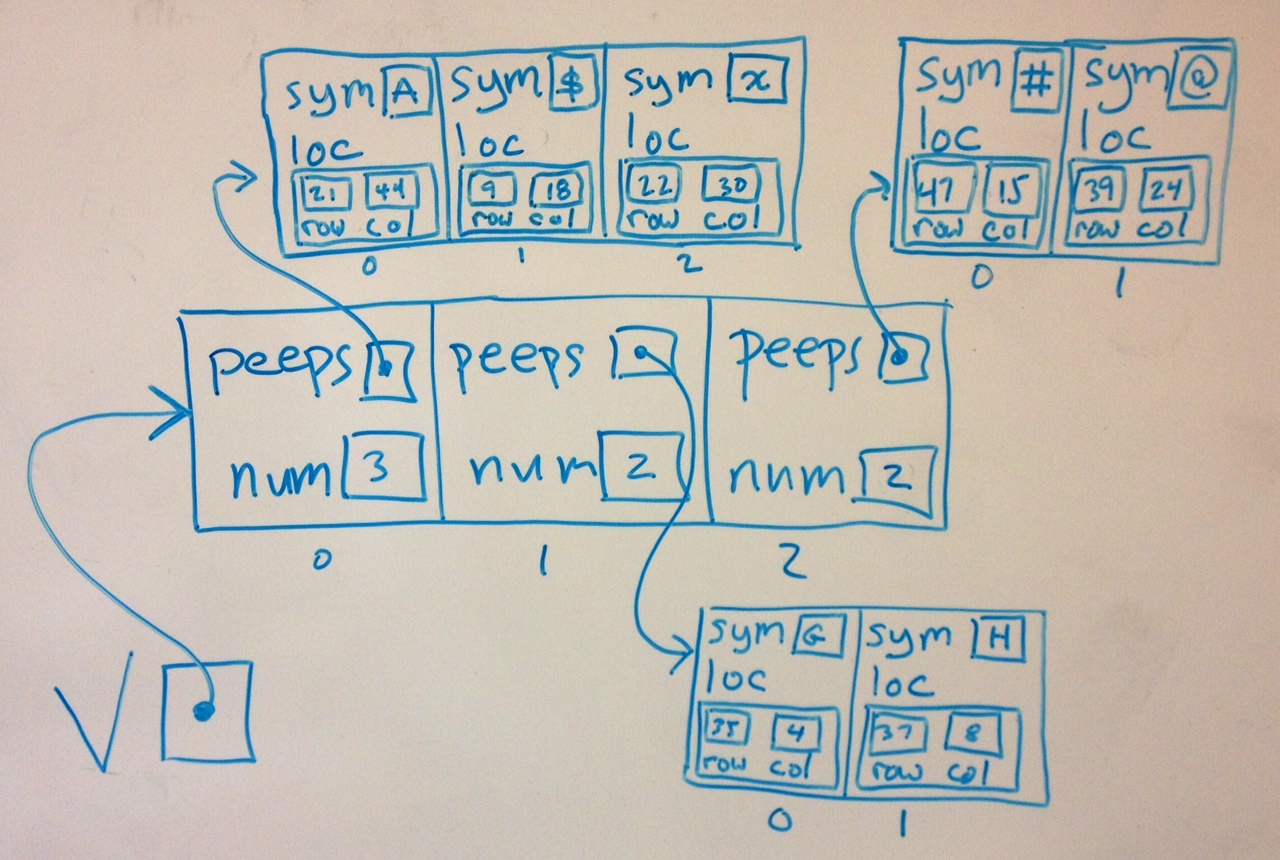 sym A sym $ sym x
loc loc loc
21 44 9 18 22 30
row col row col row col
0 1 2
sym # sym @
loc loc
47 15 39 24
row col row col
0 1
peeps peeps peeps
num 3 num 2 num 2
0 1 2
V
sym G sym H
loc loc
35 4 37 8
row col row col
0 1